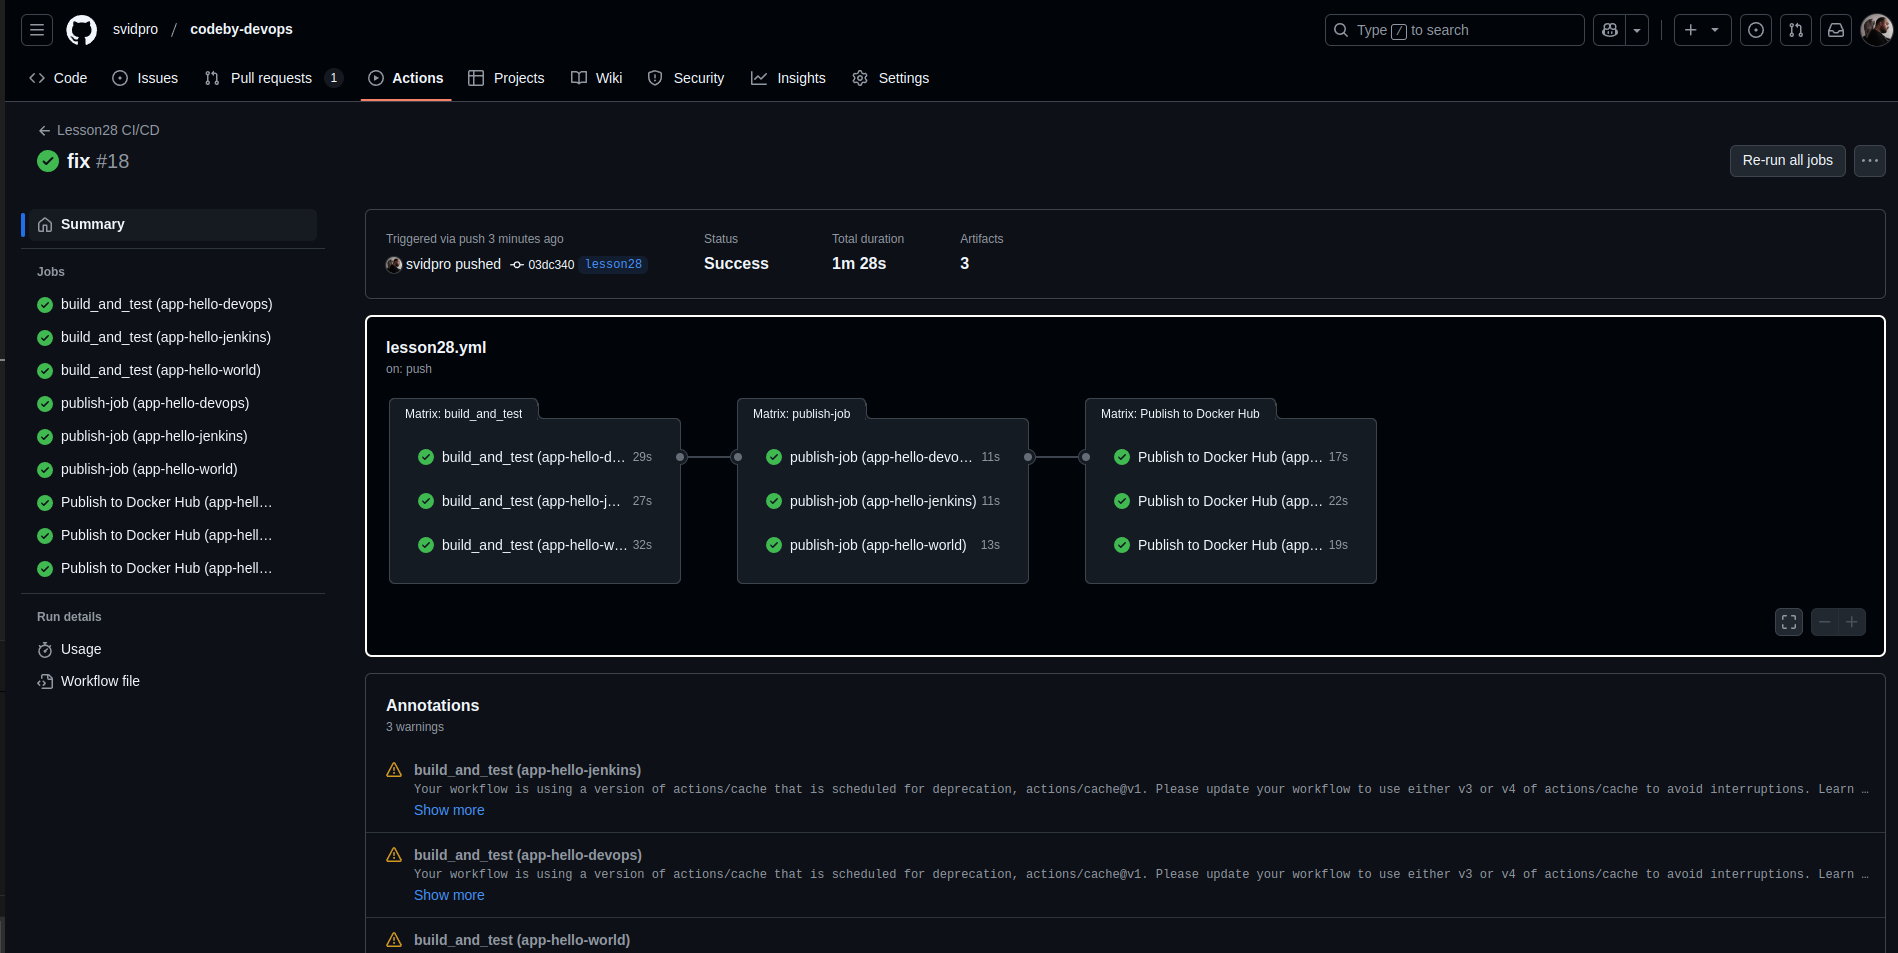 svidpro / codeby-devops
Type / to search
Code
Issues
Pull requests 1
Actions
Projects
Wiki
Security
Insights
Settings
Lesson28 CI/CD
fix #18
Re-run all jobs
Summary
Jobs
build_and_test (app-hello-devops)
build_and_test (app-hello-jenkins)
build_and_test (app-hello-world)
publish-job (app-hello-devops)
publish-job (app-hello-jenkins)
publish-job (app-hello-world)
Publish to Docker Hub (app-hell…
Publish to Docker Hub (app-hell…
Publish to Docker Hub (app-hell…
Run details
Usage
Workflow file
Triggered via push 3 minutes ago
svidpro pushed 03dc340 lesson28
Status
Success
Total duration
1m 28s
Artifacts
3
lesson28.yml
on: push
Matrix: build_and_test
build_and_test (app-hello-d… 29s
build_and_test (app-hello-j… 27s
build_and_test (app-hello-w… 32s
Matrix: publish-job
publish-job (app-hello-devo… 11s
publish-job (app-hello-jenkins) 11s
publish-job (app-hello-world) 13s
Matrix: Publish to Docker Hub
Publish to Docker Hub (app… 17s
Publish to Docker Hub (app… 22s
Publish to Docker Hub (app… 19s
Annotations
3 warnings
build_and_test (app-hello-jenkins)
Your workflow is using a version of actions/cache that is scheduled for deprecation, actions/cache@v1. Please update your workflow to use either v3 or v4 of actions/cache to avoid interruptions. Learn …
Show more
build_and_test (app-hello-devops)
Your workflow is using a version of actions/cache that is scheduled for deprecation, actions/cache@v1. Please update your workflow to use either v3 or v4 of actions/cache to avoid interruptions. Learn …
Show more
build_and_test (app-hello-world)